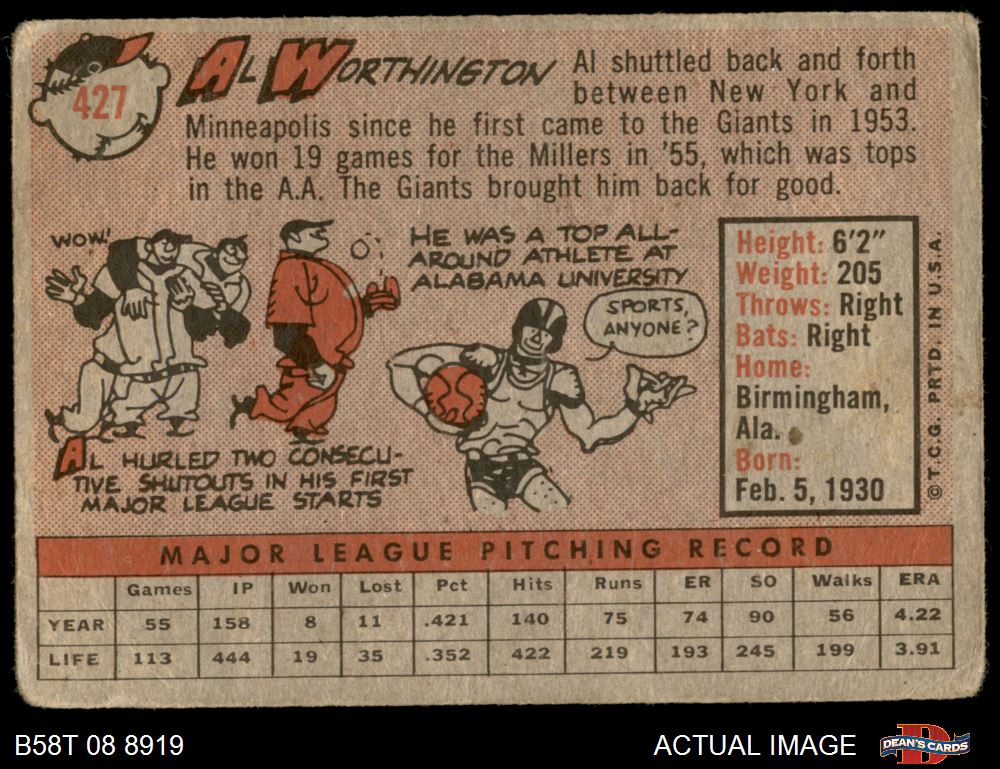 427
AL WORTHINGTON
Al shuttled back and forth
between New York and
Minneapolis since he first came to the Giants in 1953.
He won 19 games for the Millers in '55, which was tops
in the A.A. The Giants brought him back for good.
WOW!
HE WAS A TOP ALL-
AROUND ATHLETE AT
ALABAMA UNIVERSITY
SPORTS,
ANYONE?
AL HURLED TWO CONSECU-
TIVE SHUTOUTS IN HIS FIRST
MAJOR LEAGUE STARTS
Height: 6'2"
Weight: 205
Throws: Right
Bats: Right
Home:
Birmingham,
Ala.
Born:
Feb. 5, 1930
©T.C.G. PRTD. IN U.S.A.
MAJOR LEAGUE PITCHING RECORD
Games IP Won Lost Pct Hits Runs ER SO Walks ERA
YEAR 55 158 8 11 .421 140 75 74 90 56 4.22
LIFE 113 444 19 35 .352 422 219 193 245 199 3.91
B58T 08 8919
ACTUAL IMAGE
D
DEAN'S CARDS